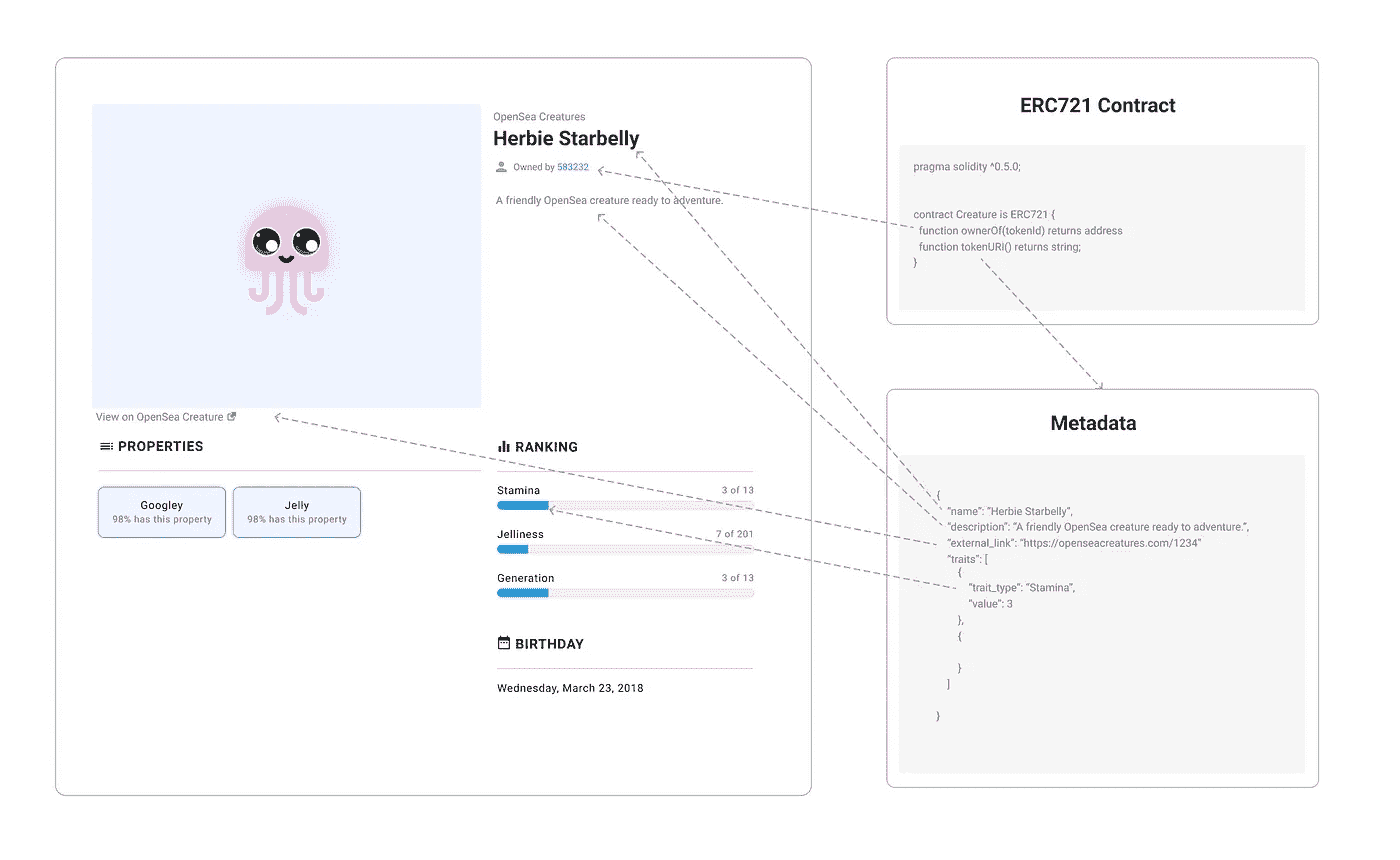 OpenSea Creatures
Herbie Starbelly
Owned by 583232
A friendly OpenSea creature ready to adventure.
View on OpenSea Creature
PROPERTIES
Googley
98% has this property
Jelly
98% has this property
RANKING
Stamina 3 of 13
Jelliness 7 of 201
Generation 3 of 13
BIRTHDAY
Wednesday, March 23, 2018
ERC721 Contract
pragma solidity ^0.5.0;
contract Creature is ERC721 {
function ownerOf(tokenId) returns address
function tokenURI() returns string;
}
Metadata
{
"name": "Herbie Starbelly",
"description": "A friendly OpenSea creature ready to adventure.",
"external_link": "https://openseacreatures.com/1234"
"traits": [
{
"trait_type": "Stamina",
"value": 3
},
{
}
]
}